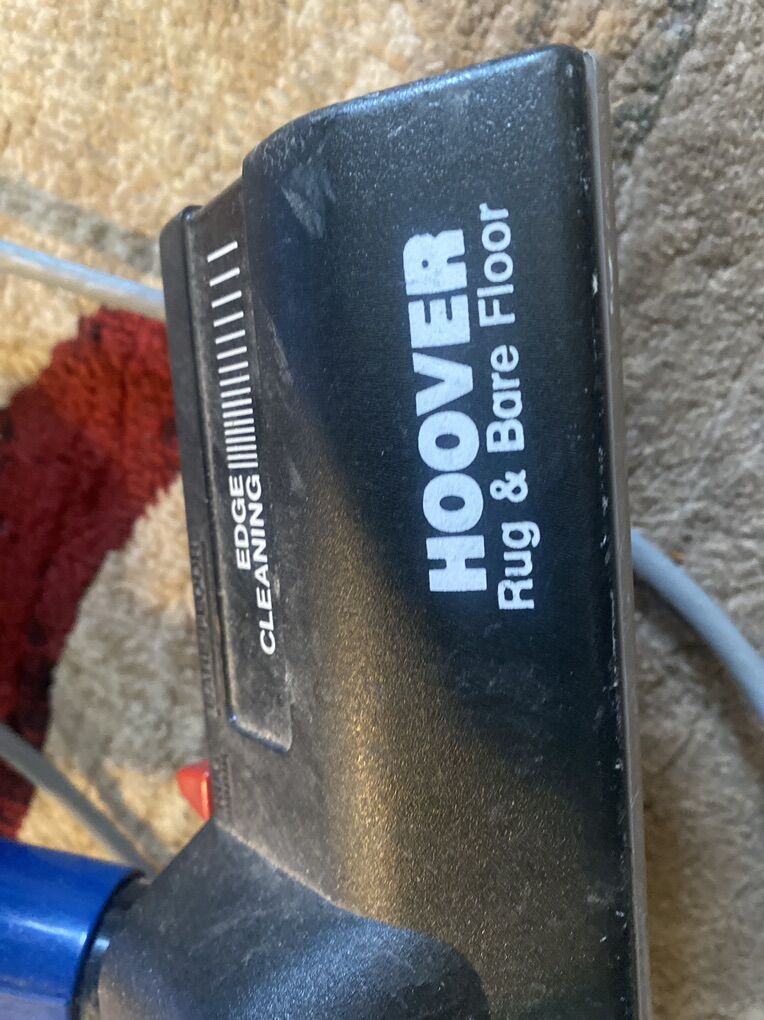 EDGE
CLEANING
HOOVER
Rug & Bare Floor